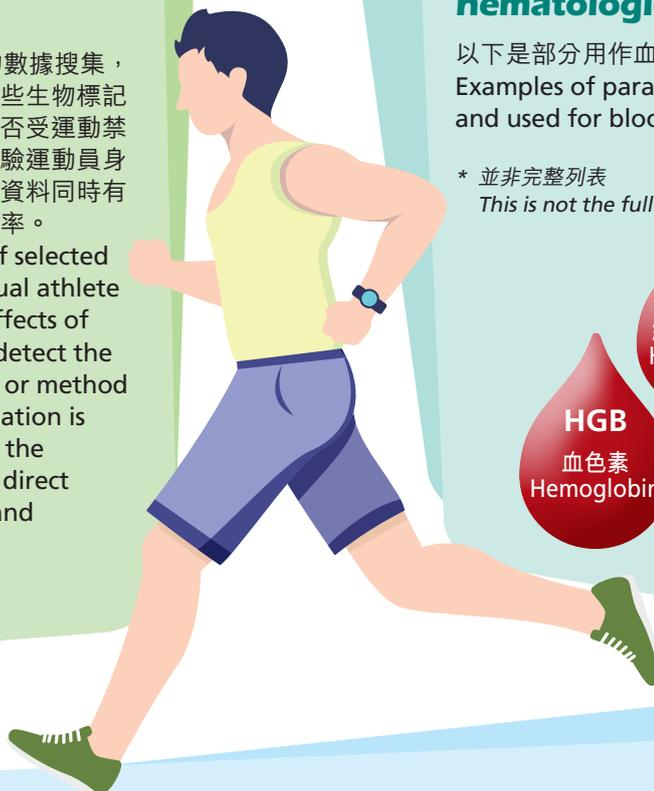 數據搜集，
些生物標記
否受運動禁
驗運動員身
資料同時有
率。
f selected
ual athlete
ffects of
detect the
or method
ation is
the
direct
and
hematologi
以下是部分用作血
Examples of para
and used for bloo
* 並非完整列表
This is not the full
HGB
血色素
Hemoglobin
H